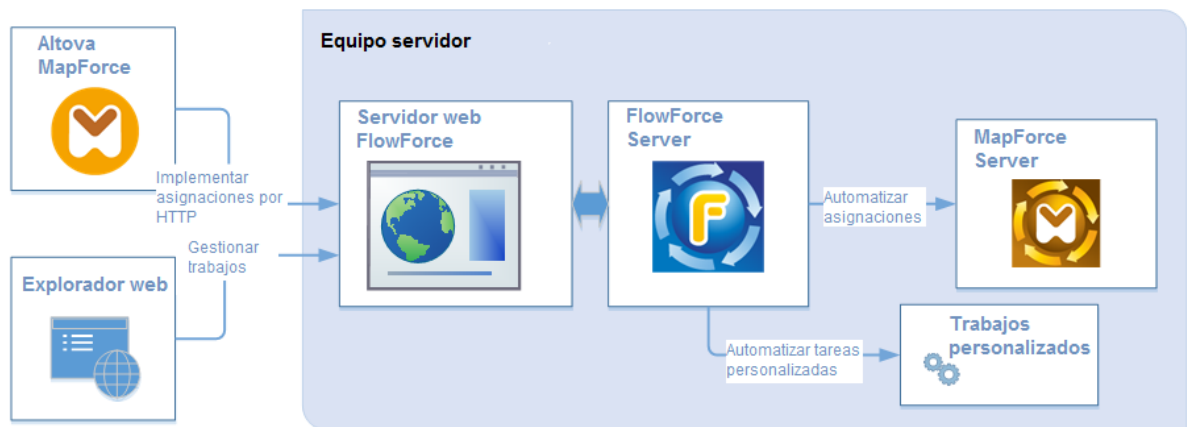 Altova
MapForce
Equipo servidor
Servidor web
FlowForce
FlowForce
Server
MapForce
Server
Implementar
asignaciones por
HTTP
Automatizar
asignaciones
Gestionar
trabajos
Explorador web
Automatizar tareas
personalizadas
Trabajos
personalizados